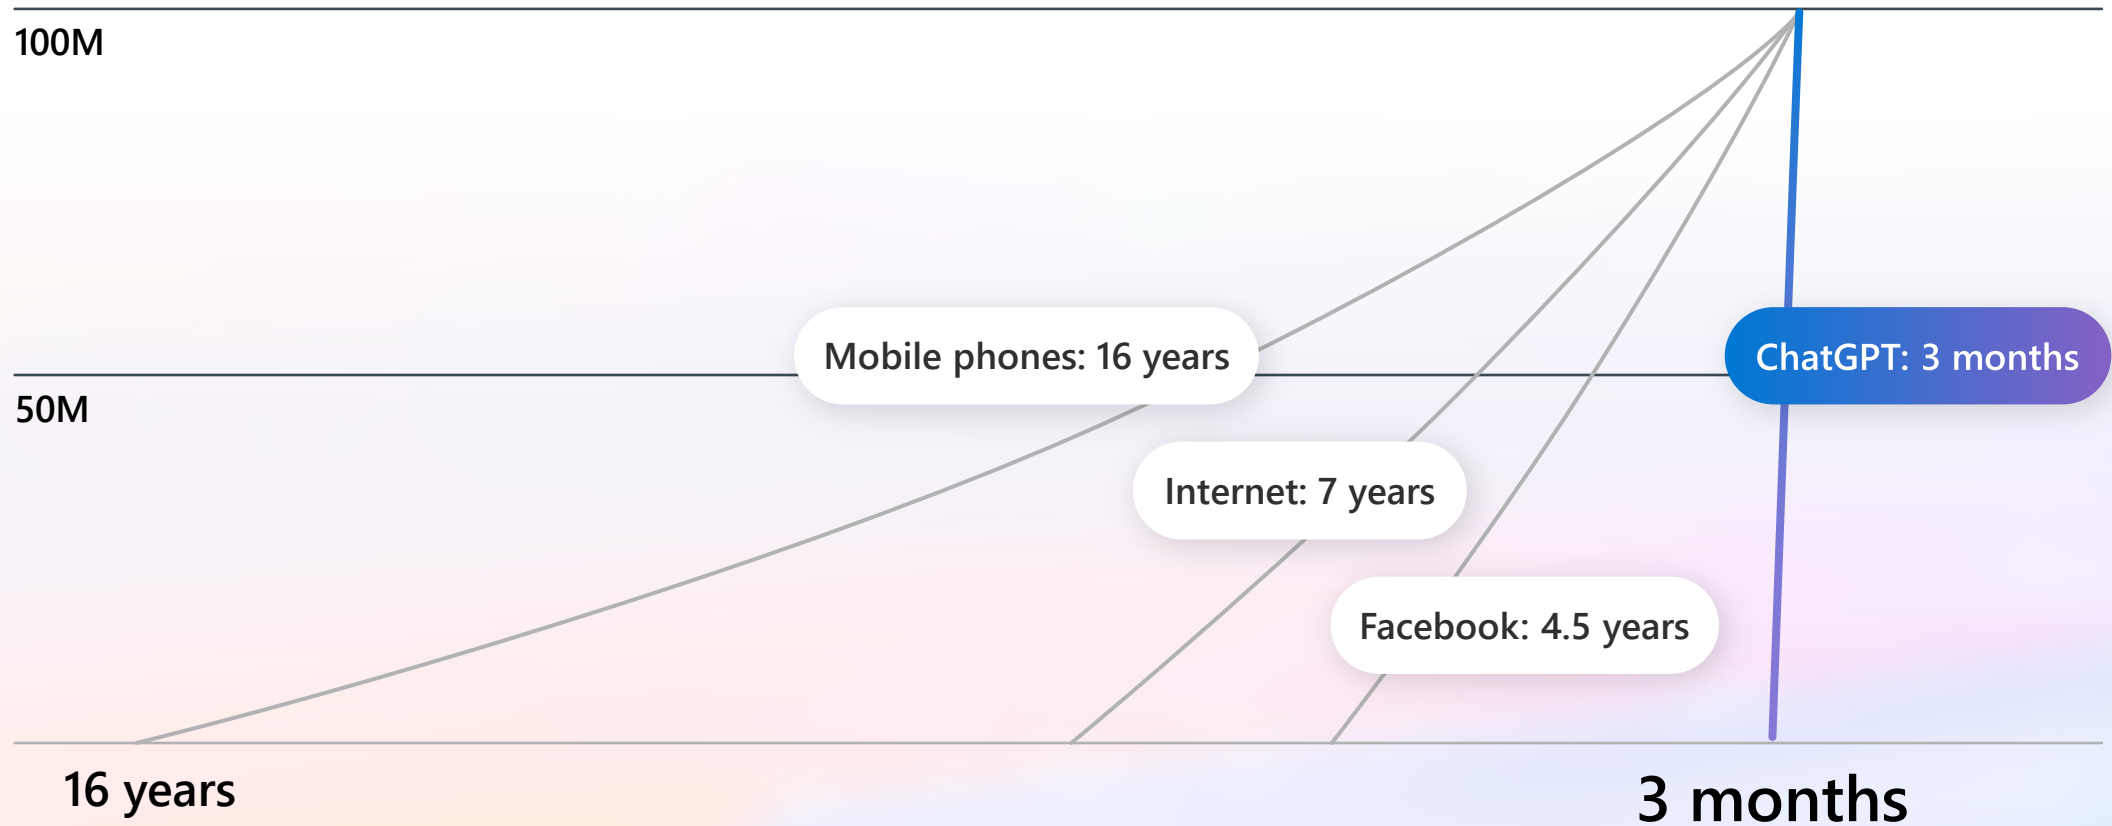 100M
Mobile phones: 16 years
ChatGPT: 3 months
50M
Internet: 7 years
Facebook: 4.5 years
16 years
3 months